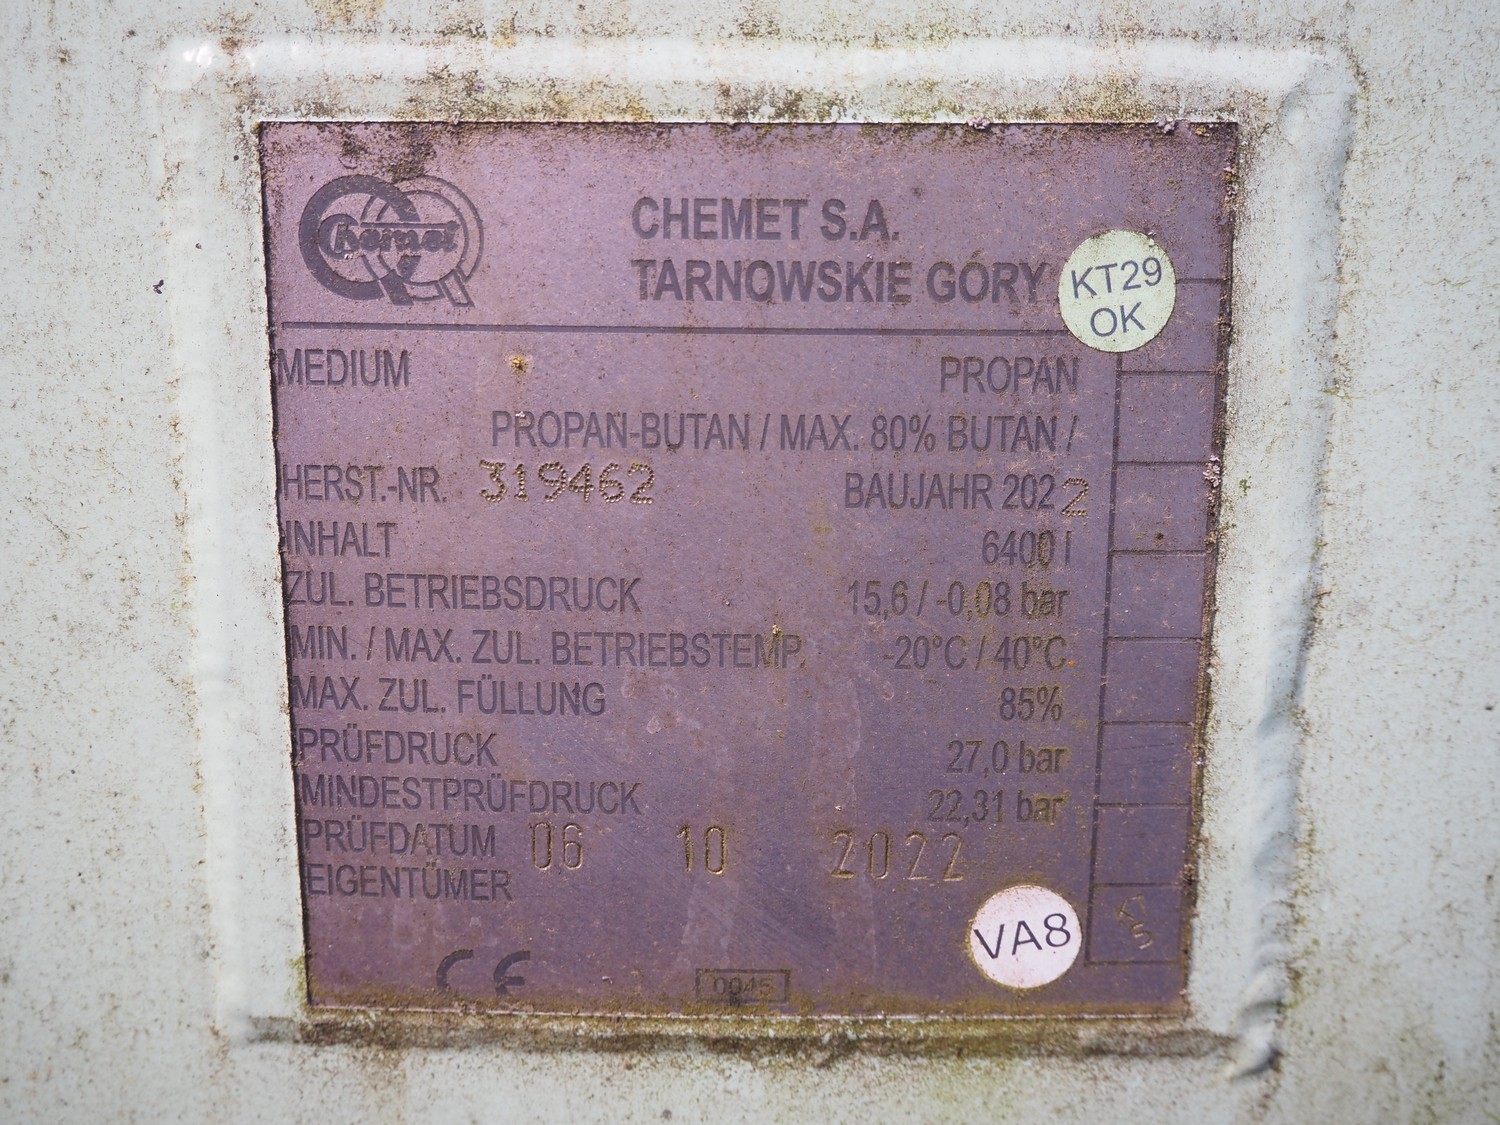 Chemet
CHEMET S.A.
TARNOWSKIE GÓRY
KT29
OK
MEDIUM PROPAN
PROPAN-BUTAN / MAX. 80% BUTAN /
HERST.-NR. 319462 BAUJAHR 2022
INHALT 6400 l
ZUL. BETRIEBSDRUCK 15,6 / -0,08 bar
MIN. / MAX. ZUL. BETRIEBSTEMP. -20°C / 40°C
MAX. ZUL. FÜLLUNG 85%
PRÜFDRUCK 27,0 bar
MINDESTPRÜFDRUCK 22,31 bar
PRÜFDATUM 06 10 2022
EIGENTÜMER
VA8
CE 0045